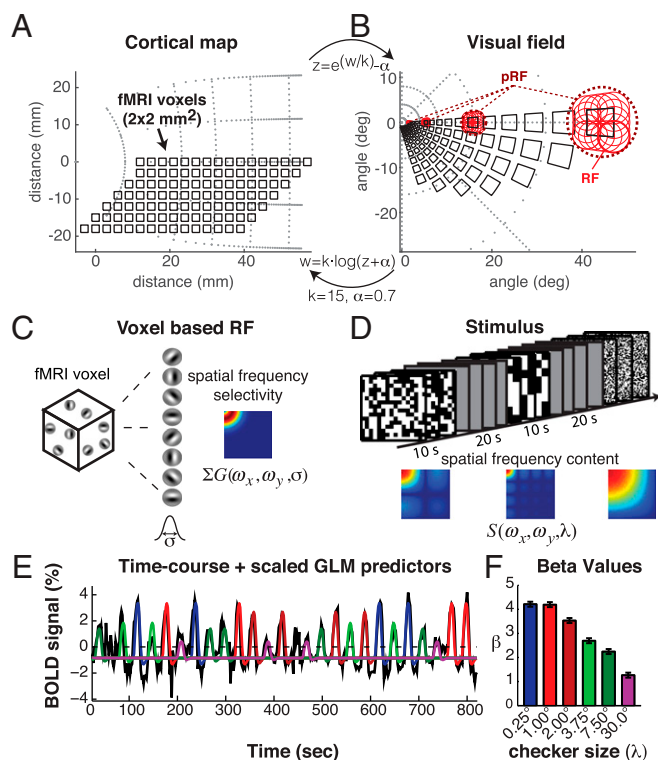 A
Cortical map
z=e(w/k)-α
B
Visual field
20
10
0
-10
-20
distance (mm)
fMRI voxels
(2x2 mm2)
0
20
40
distance (mm)
w=k·log(z+α)
k=15, α=0.7
10
0
-10
-20
angle (deg)
pRF
RF
0
20
40
angle (deg)
C
Voxel based RF
fMRI voxel
spatial frequency
selectivity
ΣG(ωx,ωy,σ)
σ
D
Stimulus
10 s
20 s
10 s
20 s
spatial frequency content
S(ωx,ωy,λ)
E
Time-course + scaled GLM predictors
BOLD signal (%)
4
2
0
−2
−4
0
100
200
300
400
500
600
700
800
Time (sec)
F
Beta Values
β
5
4
3
2
1
0
0.25°
1.00°
2.00°
3.75°
7.50°
30.0°
checker size (λ)